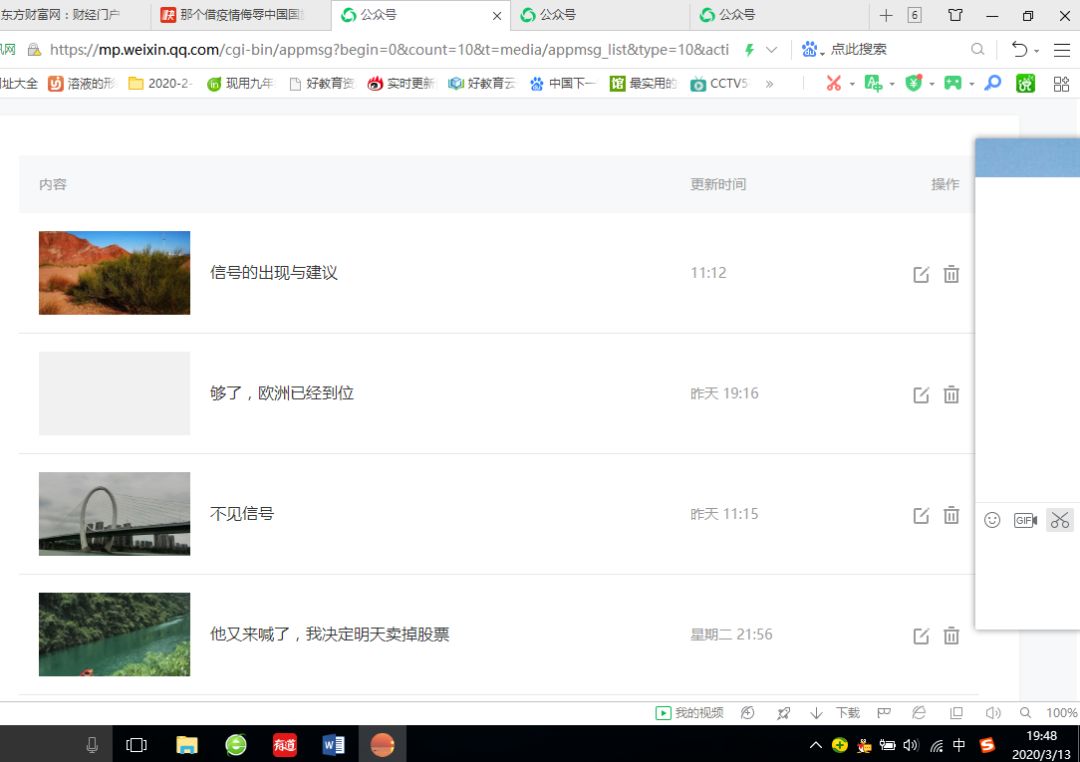 东方财富网：财经门户
快 那个借疫情侮辱中国国
公众号
公众号
公众号
6
讯网 https://mp.weixin.qq.com/cgi-bin/appmsg?begin=0&count=10&t=media/appmsg_list&type=10&acti
点此搜索
址大全 溶液的形 2020-2- 现用九年 好教育资 实时更新 好教育云 中国下一 馆 最实用的 CCTV5 »
内容 更新时间 操作
信号的出现与建议 11:12
够了，欧洲已经到位 昨天 19:16
不见信号 昨天 11:15
GIF
他又来喊了，我决定明天卖掉股票 星期二 21:56
我的视频 下载 100%
有道 W 中 S 19:48
2020/3/13